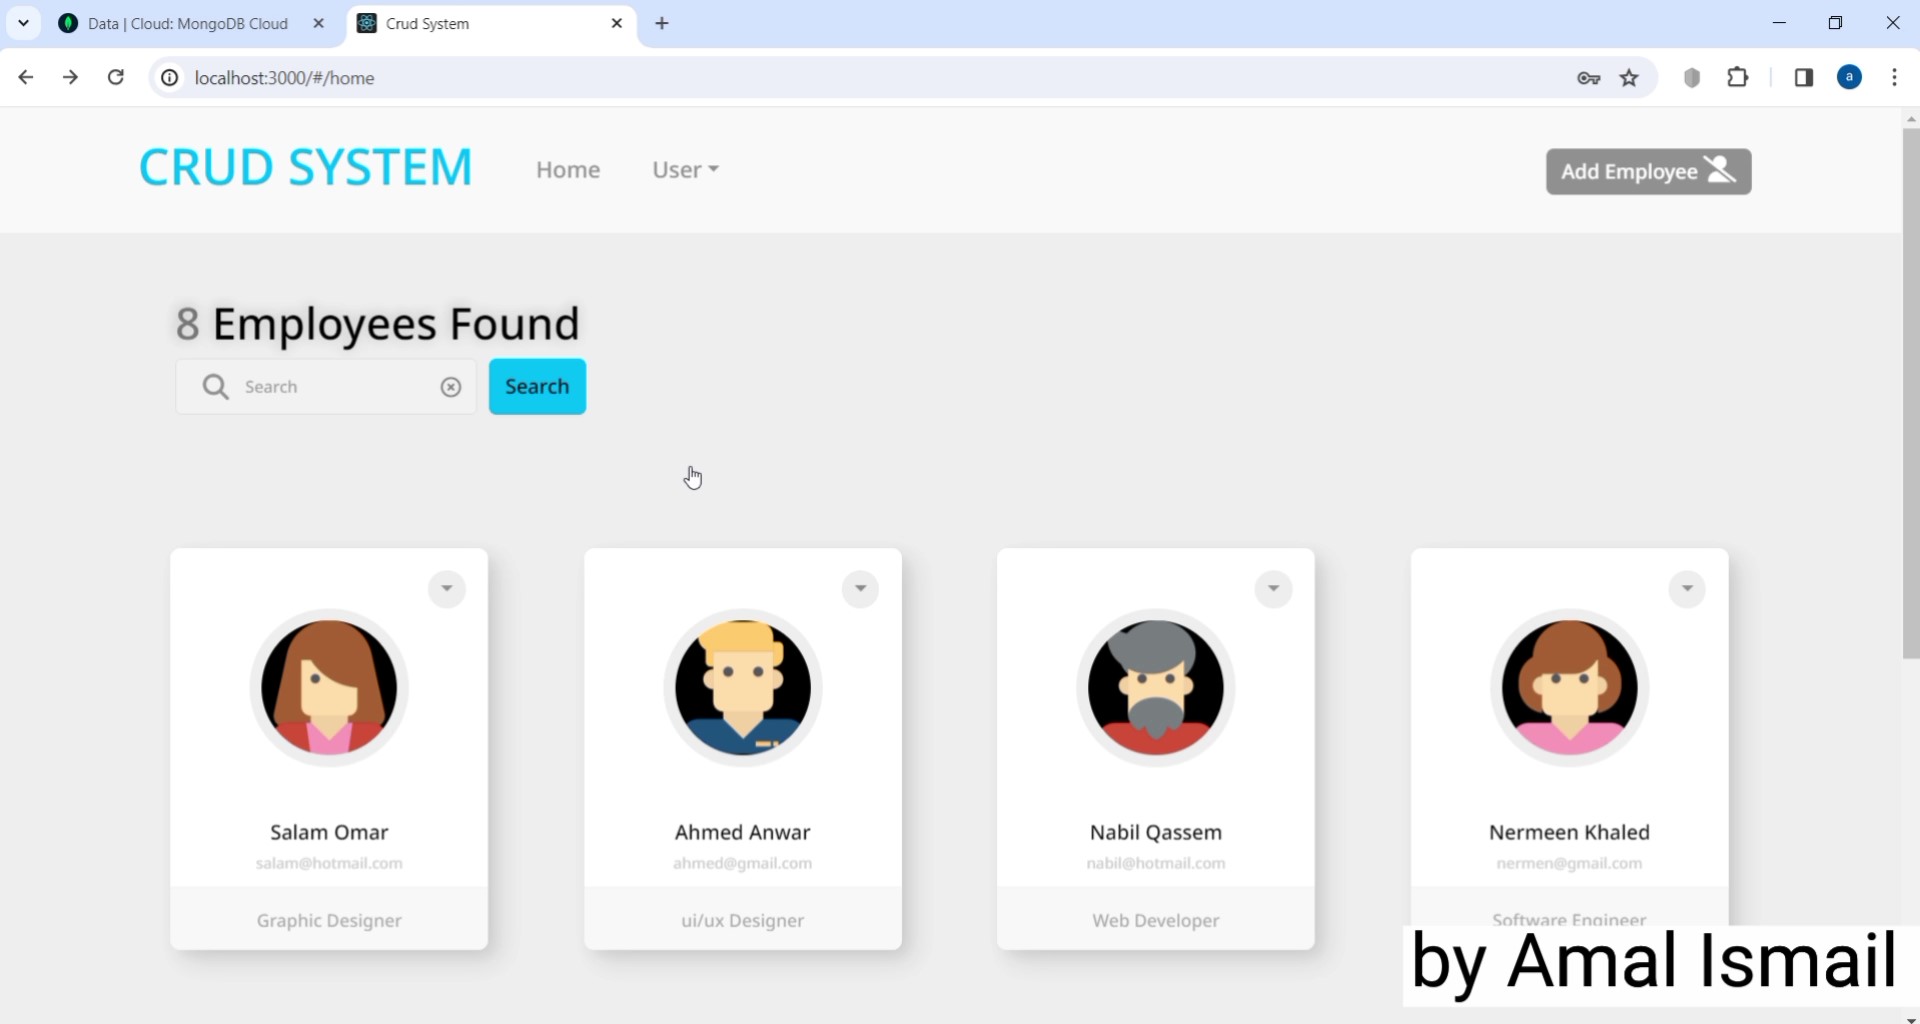 Data | Cloud: MongoDB Cloud
Crud System
localhost:3000/#/home
a
CRUD SYSTEM
Home
User
Add Employee
8 Employees Found
Search
Search
Salam Omar
salam@hotmail.com
Graphic Designer
Ahmed Anwar
ahmed@gmail.com
ui/ux Designer
Nabil Qassem
nabil@hotmail.com
Web Developer
Nermeen Khaled
nermen@gmail.com
Software Engineer
by Amal Ismail